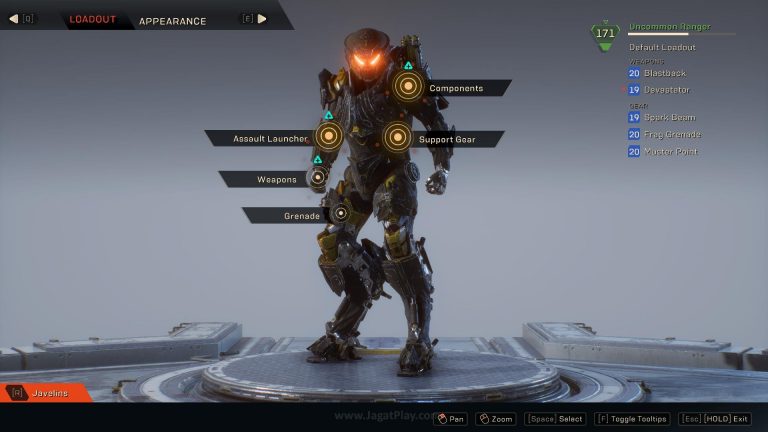 [Q] LOADOUT APPEARANCE [E]
171 Uncommon Ranger
Default Loadout
WEAPONS
20 Blastback
19 Devastator
GEAR
19 Spark Beam
20 Frag Grenade
20 Muster Point
Components
Assault Launcher
Support Gear
Weapons
Grenade
[R] Javelins
www.JagatPlay.com
Pan Zoom [Space] Select [F] Toggle Tooltips [Esc] (HOLD) Exit